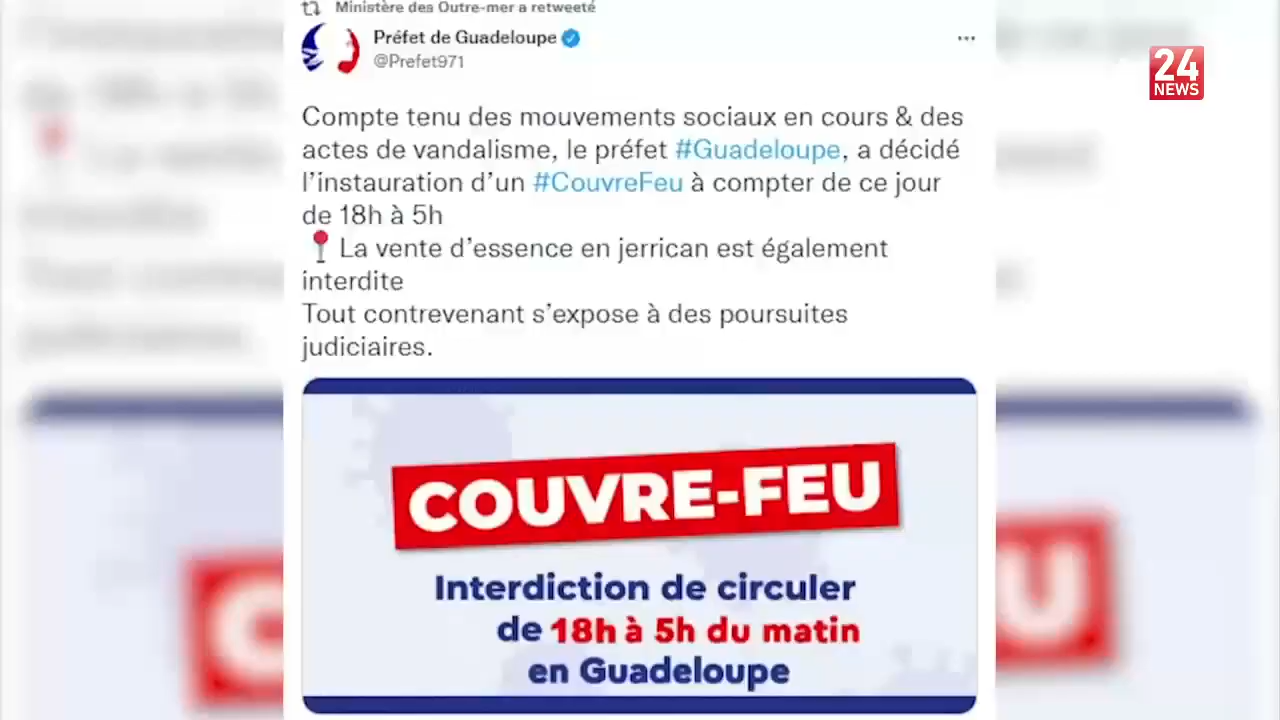 Ministère des Outre-mer a retweeté
Préfet de Guadeloupe
@Prefet971
24
NEWS
Compte tenu des mouvements sociaux en cours & des
actes de vandalisme, le préfet #Guadeloupe, a décidé
l'instauration d'un #CouvreFeu à compter de ce jour
de 18h à 5h
📍La vente d'essence en jerrican est également
interdite
Tout contrevenant s'expose à des poursuites
judiciaires.
COUVRE-FEU
Interdiction de circuler
de 18h à 5h du matin
en Guadeloupe